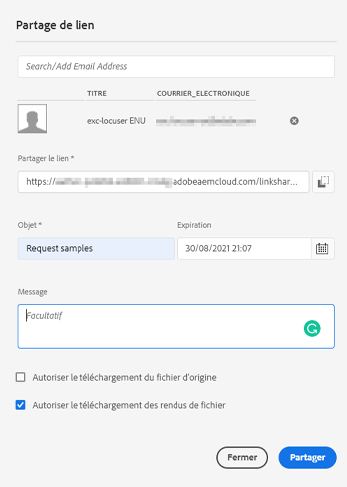 Partage de lien
Search/Add Email Address
TITRE COURRIER_ELECTRONIQUE
exc-locuser ENU
Partager le lien *
https:// adobeaemcloud.com/linkshar...
Objet * Expiration
Request samples 30/08/2021 21:07
Message
Facultatif
Autoriser le téléchargement du fichier d'origine
Autoriser le téléchargement des rendus de fichier
Fermer Partager